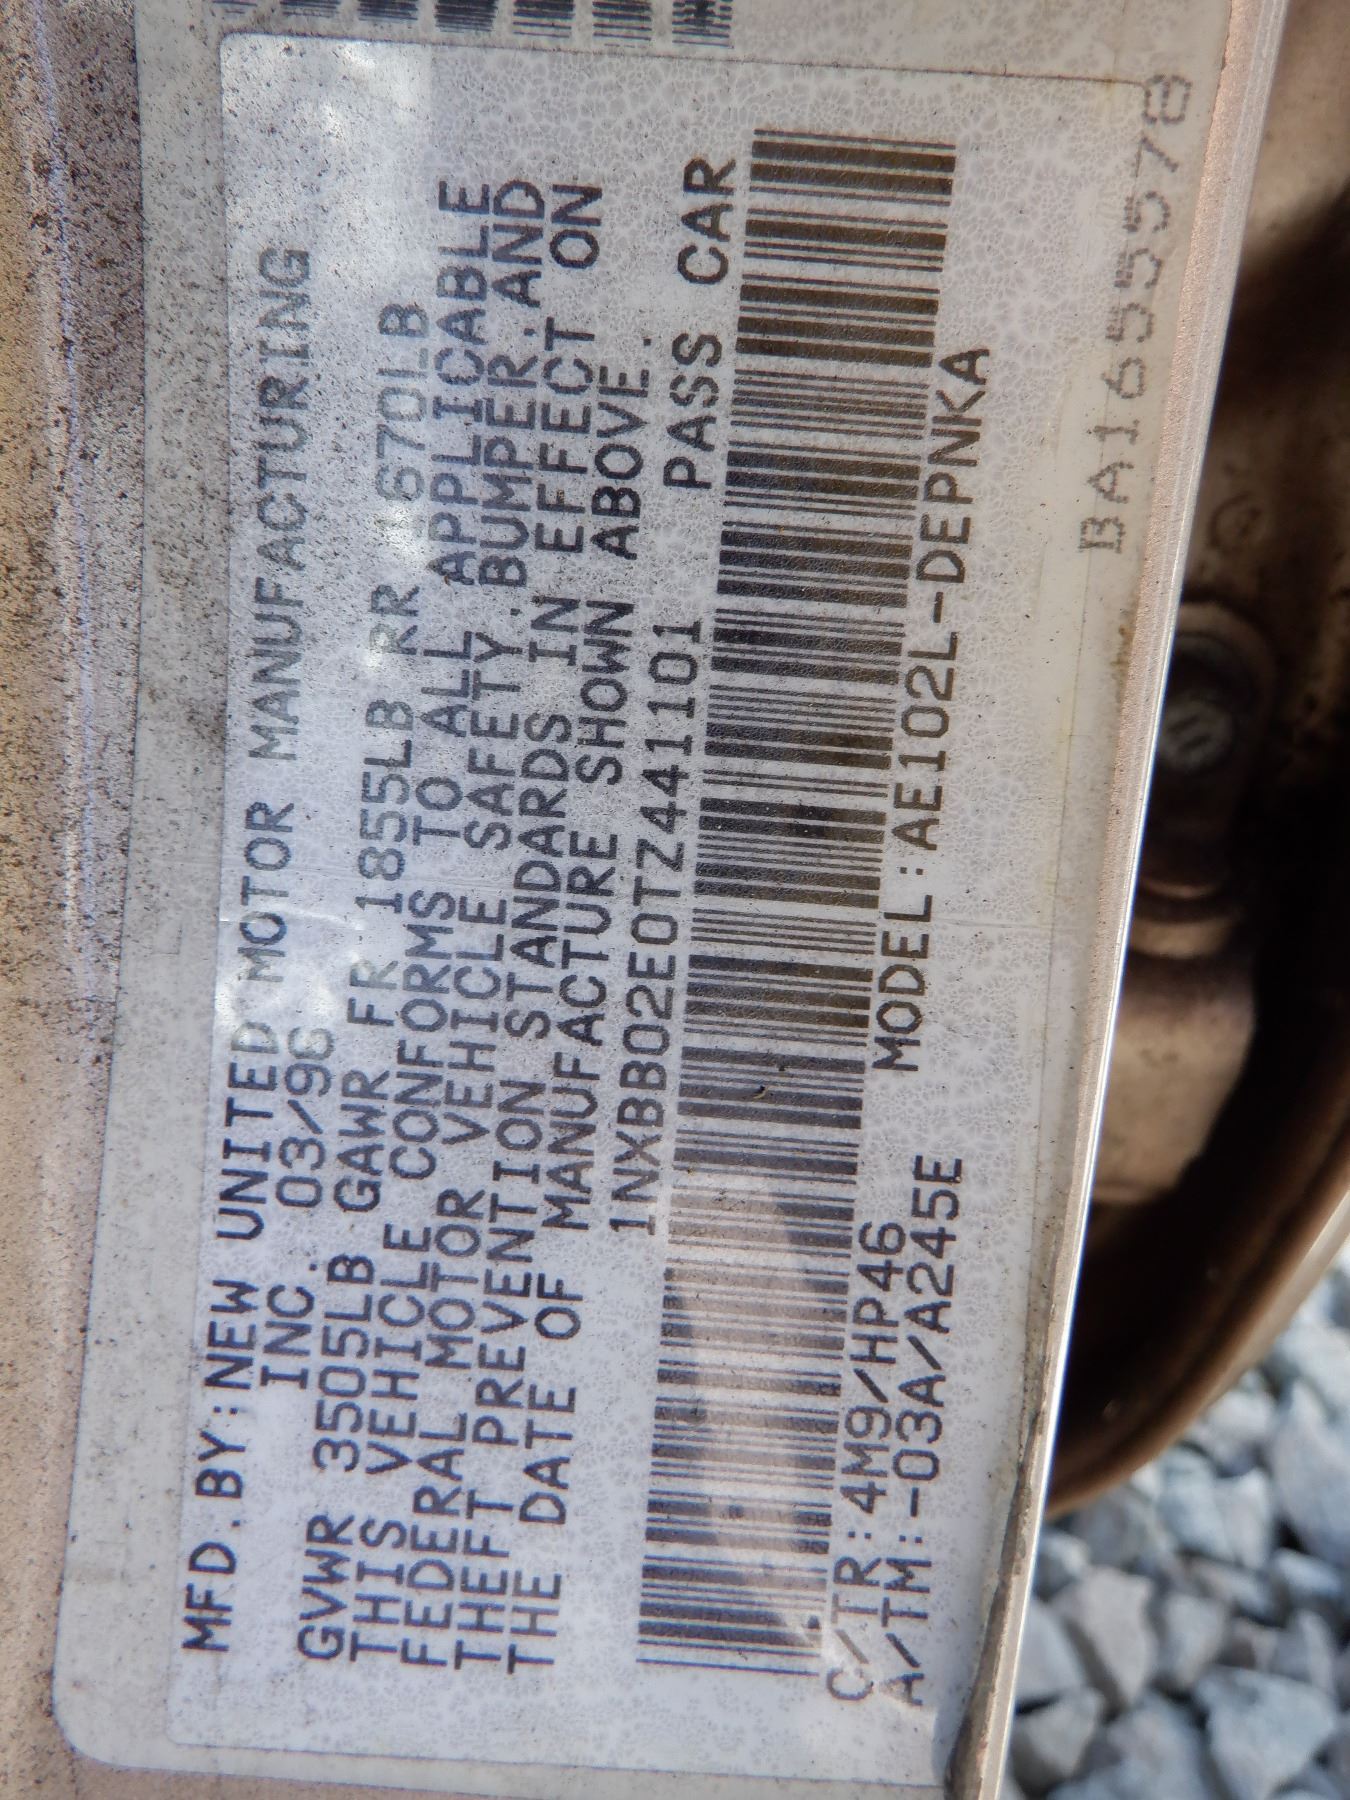 MFD.BY:NEW UNITED MOTOR MANUFACTURING
INC. 03/96
GVWR 3505LB GAWR FR 1855LB RR 1670LB
THIS VEHICLE CONFORMS TO ALL APPLICABLE
FEDERAL MOTOR VEHICLE SAFETY.BUMPER.AND
THEFT PREVENTION STANDARDS IN EFFECT ON
THE DATE OF MANUFACTURE SHOWN ABOVE.
1NXBB02E0TZ441101 PASS CAR
C/TR:4M9/HP46 MODEL:AE102L-DEPNKA
A/TM:-03A/A245E
BA1655578